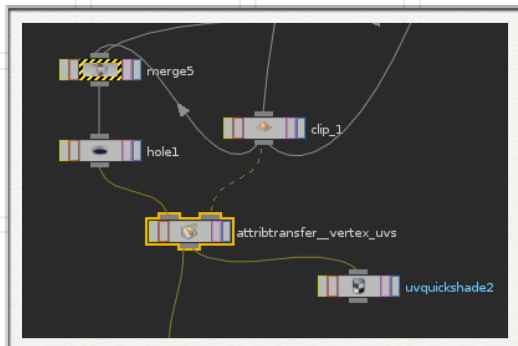 merge5
clip_1
hole1
attribtransfer__vertex_uvs
uvquickshade2